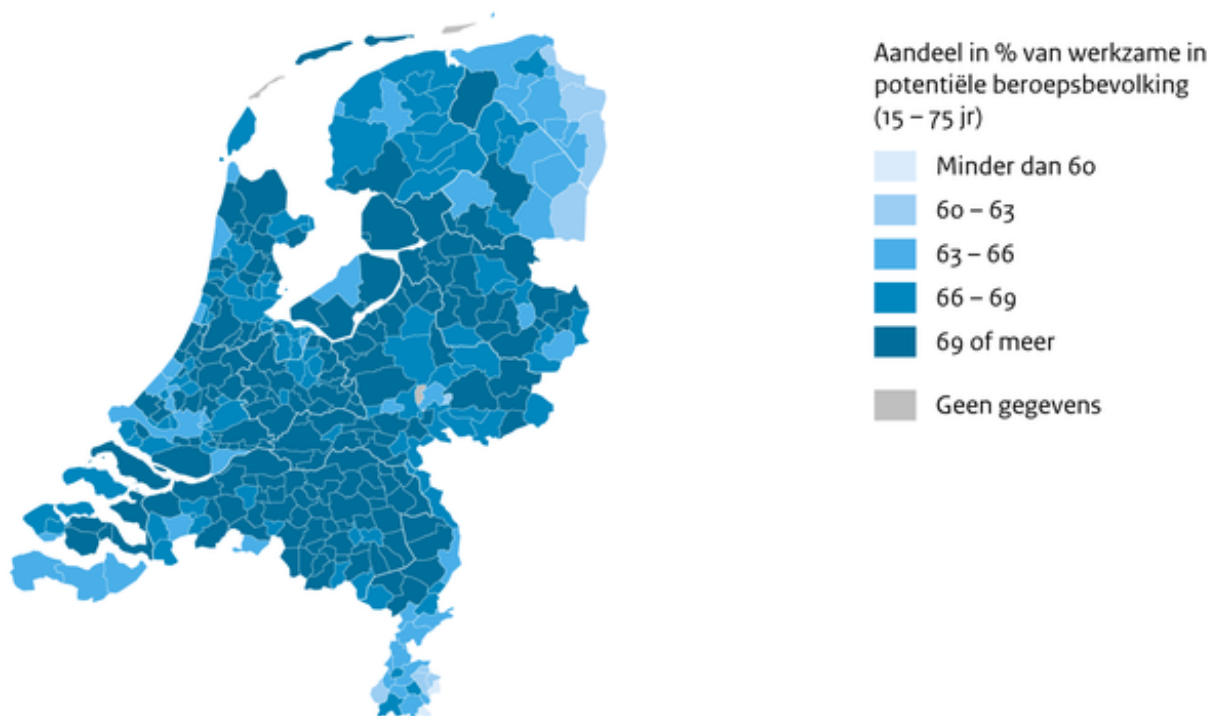 Aandeel in % van werkzame in
potentiële beroepsbevolking
(15 – 75 jr)
Minder dan 60
60 – 63
63 – 66
66 – 69
69 of meer
Geen gegevens